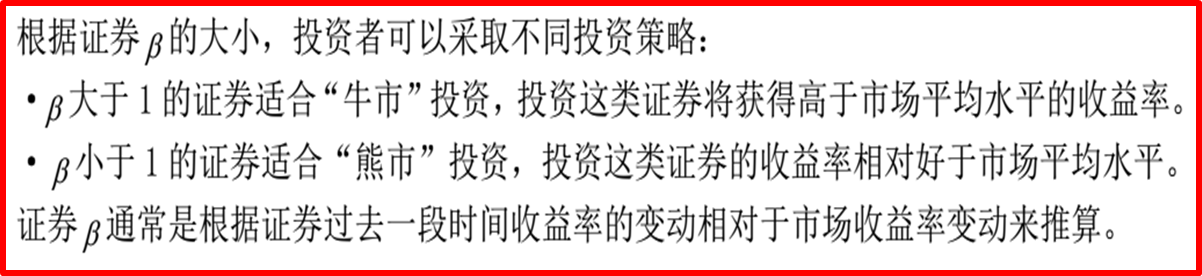 根据证券β的大小，投资者可以采取不同投资策略：
·β大于1的证券适合“牛市”投资，投资这类证券将获得高于市场平均水平的收益率。
· β小于1的证券适合“熊市”投资，投资这类证券的收益率相对好于市场平均水平。
证券β通常是根据证券过去一段时间收益率的变动相对于市场收益率变动来推算。